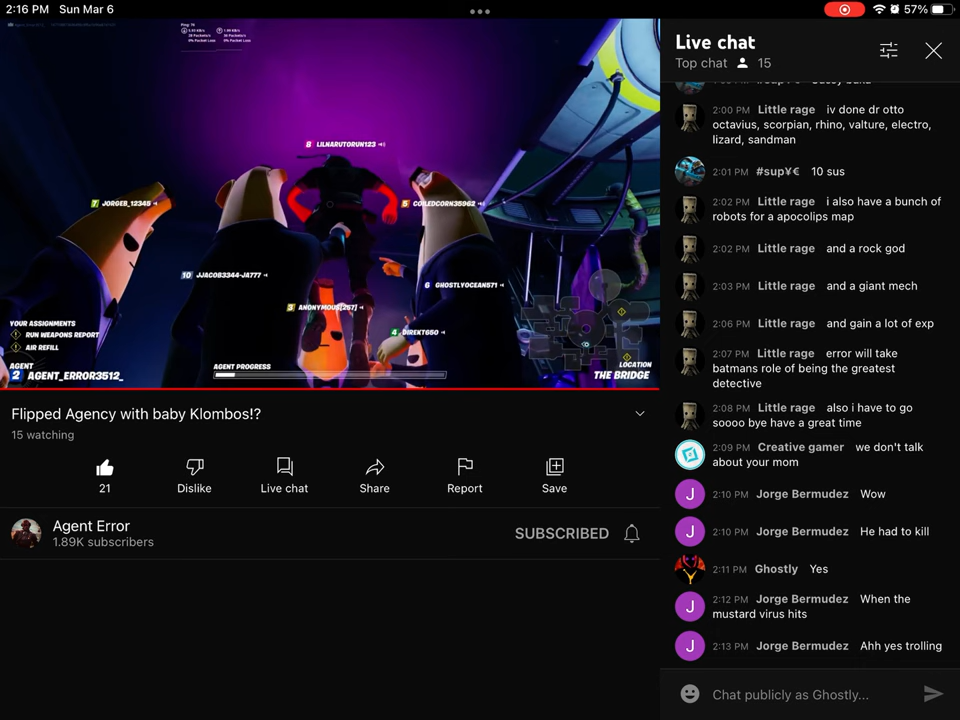 2:16 PM Sun Mar 6
57%
Ping: 74
8 LILNARUTORUN123
7 JORGEB_12345
5 COILEDCORN35962
10 JJACOB3344-JA777
6 GHOSTLYOCEAN571
3 ANONYMOUS[257]
4 DIREKT650
YOUR ASSIGNMENTS
RUN WEAPONS REPORT
AIR REFILL
AGENT
2 AGENT_ERROR3512_
AGENT PROGRESS
LOCATION
THE BRIDGE
Flipped Agency with baby Klombos!?
15 watching
21
Dislike
Live chat
Share
Report
Save
Agent Error
1.89K subscribers
SUBSCRIBED
Live chat
Top chat 15
2:00 PM Little rage iv done dr otto
octavius, scorpian, rhino, valture, electro,
lizard, sandman
2:01 PM #sup¥€ 10 sus
2:02 PM Little rage i also have a bunch of
robots for a apocolips map
2:02 PM Little rage and a rock god
2:03 PM Little rage and a giant mech
2:06 PM Little rage and gain a lot of exp
2:07 PM Little rage error will take
batmans role of being the greatest
detective
2:08 PM Little rage also i have to go
soooo bye have a great time
2:09 PM Creative gamer we don't talk
about your mom
2:10 PM Jorge Bermudez Wow
2:10 PM Jorge Bermudez He had to kill
2:11 PM Ghostly Yes
2:12 PM Jorge Bermudez When the
mustard virus hits
2:13 PM Jorge Bermudez Ahh yes trolling
Chat publicly as Ghostly...
J
J
J
J